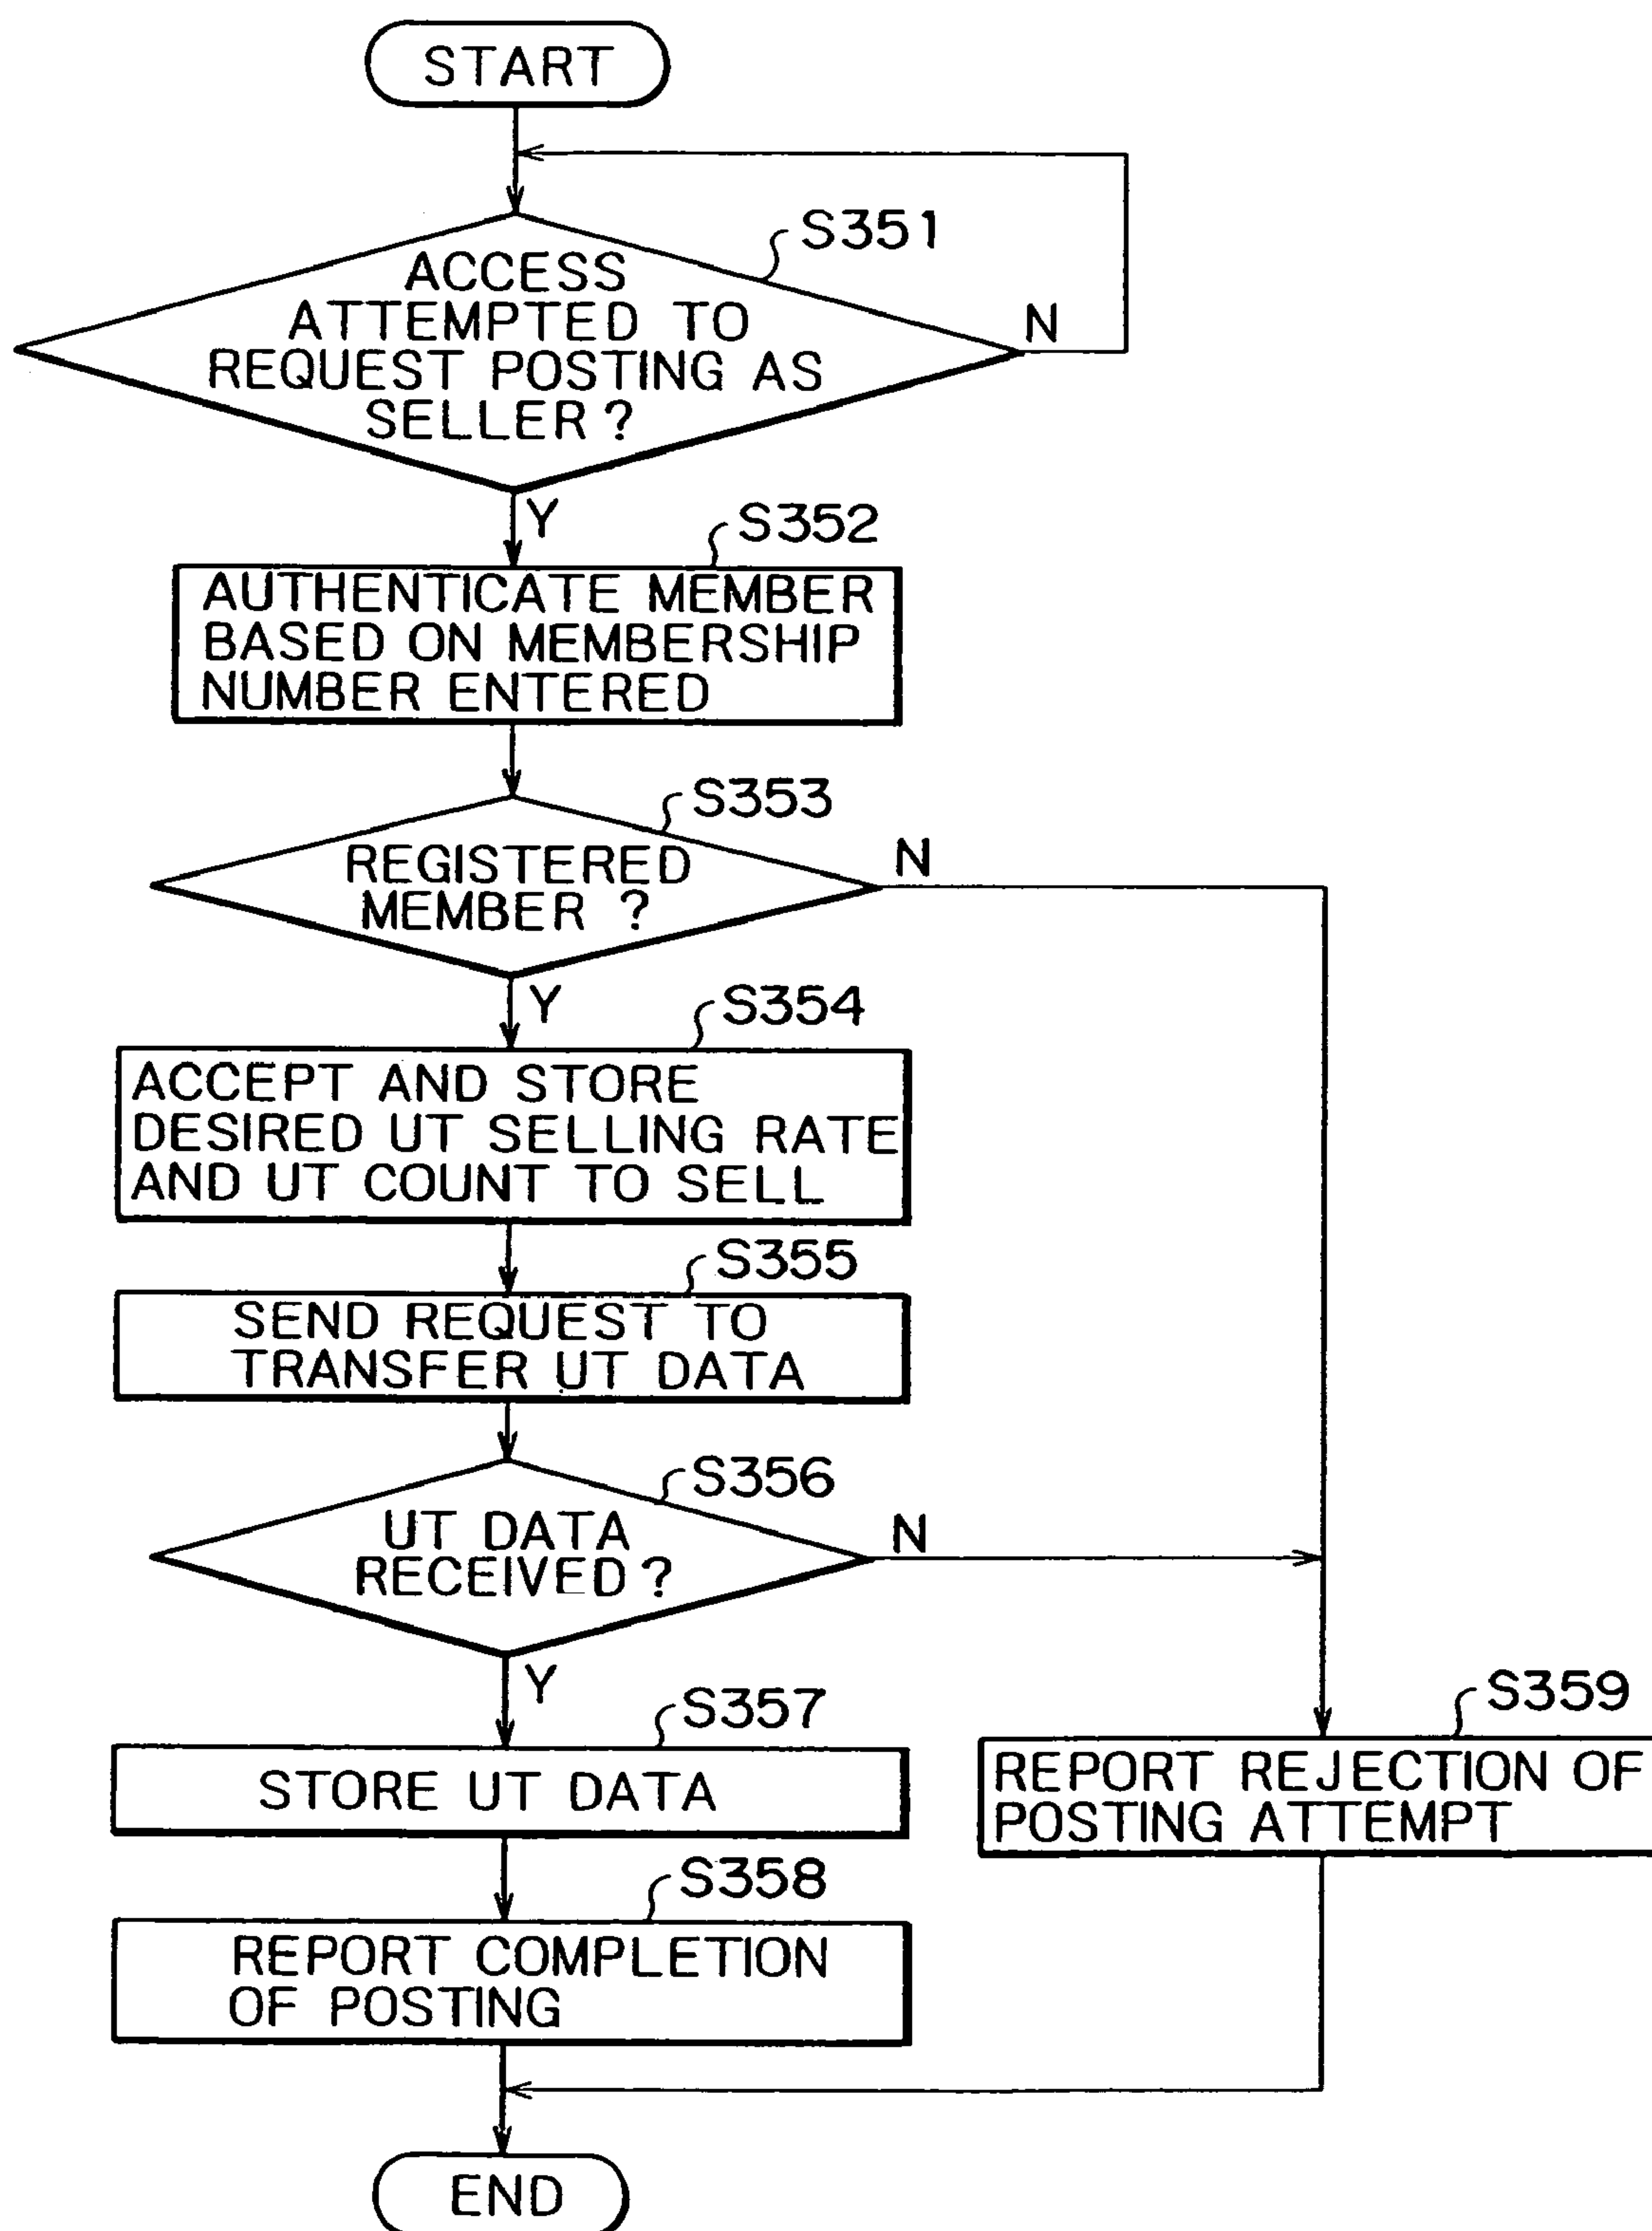 START
S351
ACCESS
ATTEMPTED TO
REQUEST POSTING AS
SELLER ?
N
Y
S352
AUTHENTICATE MEMBER
BASED ON MEMBERSHIP
NUMBER ENTERED
S353
REGISTERED
MEMBER ?
N
Y
S354
ACCEPT AND STORE
DESIRED UT SELLING RATE
AND UT COUNT TO SELL
S355
SEND REQUEST TO
TRANSFER UT DATA
S356
UT DATA
RECEIVED ?
N
Y
S357
STORE UT DATA
S359
REPORT REJECTION OF
POSTING ATTEMPT
S358
REPORT COMPLETION
OF POSTING
END